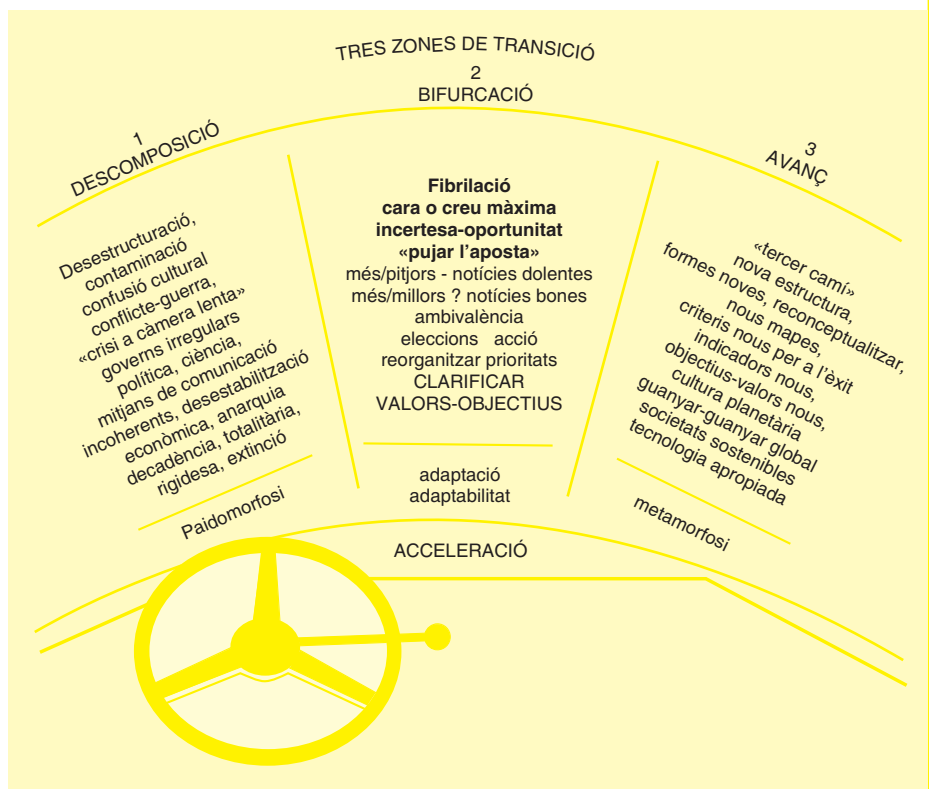 TRES ZONES DE TRANSICIÓ
1
DESCOMPOSICIÓ
Desestructuració,
contaminació
confusió cultural
conflicte-guerra,
«crisi a càmera lenta»
governs irregulars
política, ciència,
mitjans de comunicació
incoherents, desestabilització
econòmica, anarquia
decadència, totalitària,
rigidesa, extinció
Paidomorfosi
2
BIFURCACIÓ
Fibrilació
cara o creu màxima
incertesa-oportunitat
«pujar l’aposta»
més/pitjors - notícies dolentes
més/millors ? notícies bones
ambivalència
eleccions acció
reorganitzar prioritats
CLARIFICAR
VALORS-OBJECTIUS
adaptació
adaptabilitat
3
AVANÇ
«tercer camí»
nova estructura,
formes noves, reconceptualitzar,
nous mapes,
criteris nous per a l’èxit
indicadors nous,
objectius-valors nous,
cultura planetària
guanyar-guanyar global
societats sostenibles
tecnologia apropiada
metamorfosi
ACCELERACIÓ